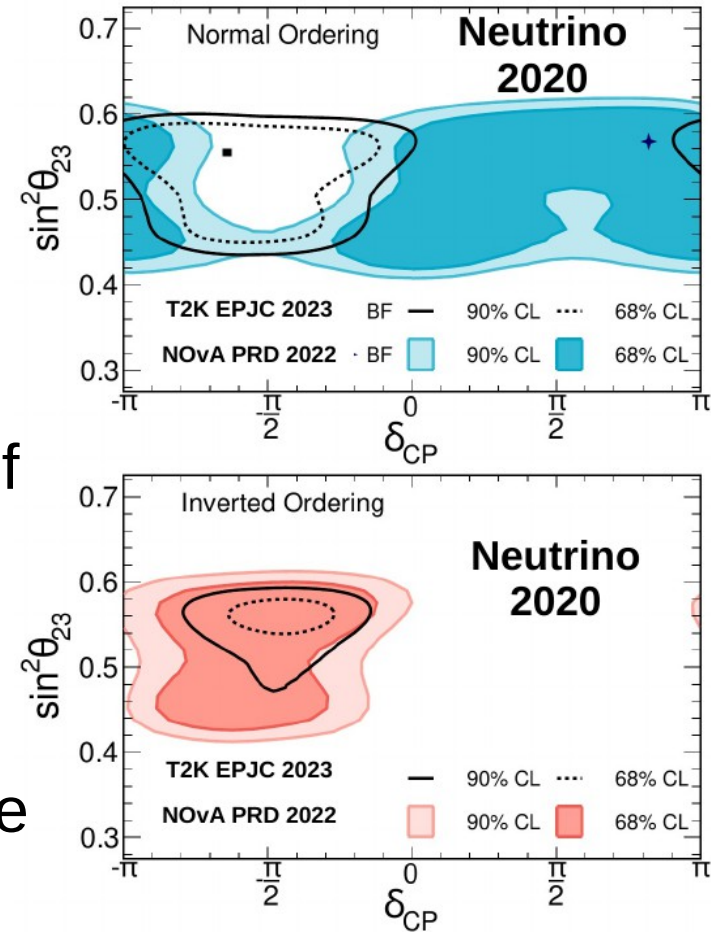 0.7
Normal Ordering
Neutrino
2020
0.6
0.5
0.4
0.3
sin²θ₂₃
T2K EPJC 2023 BF 90% CL 68% CL
NOvA PRD 2022 BF 90% CL 68% CL
-π -π/2 0 π/2 π
δCP
f
0.7
Inverted Ordering
Neutrino
2020
0.6
0.5
0.4
0.3
sin²θ₂₃
T2K EPJC 2023 90% CL 68% CL
NOvA PRD 2022 90% CL 68% CL
e
-π -π/2 0 π/2 π
δCP